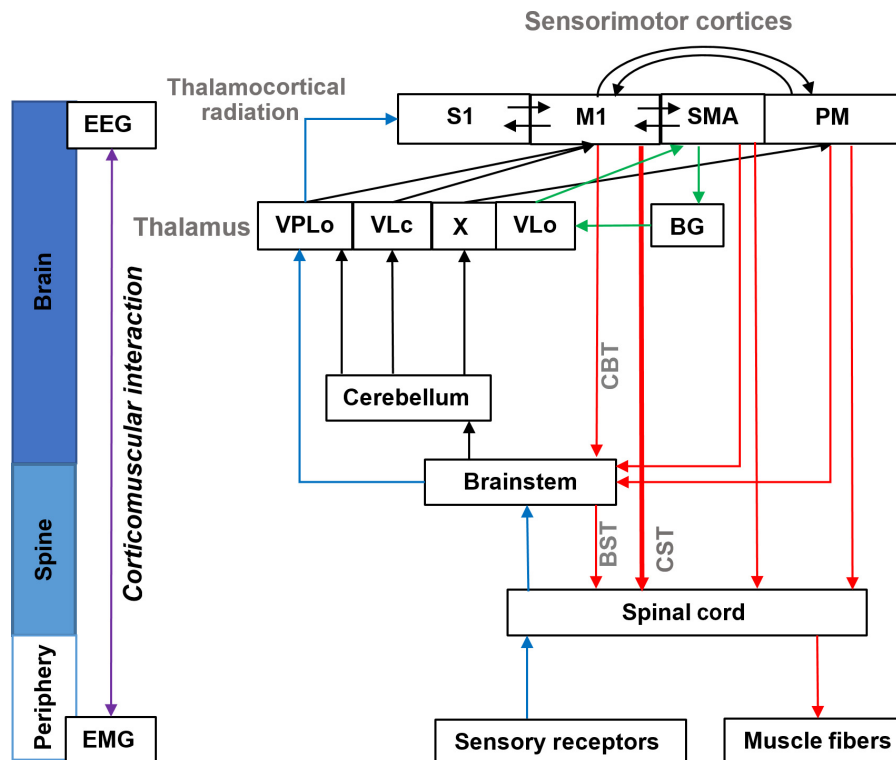 Sensorimotor cortices
Thalamocortical
radiation
EEG
S1
M1
SMA
PM
Thalamus
VPLo
VLc
X
VLo
BG
Brain
Corticomuscular interaction
CBT
Cerebellum
Brainstem
Spine
BST
CST
Spinal cord
Periphery
EMG
Sensory receptors
Muscle fibers